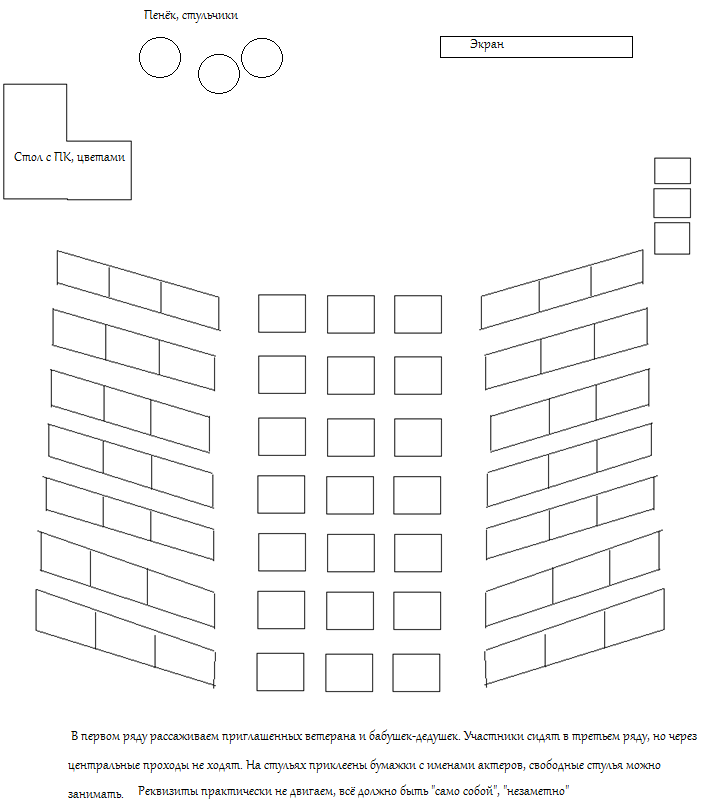 Пенёк, стульчики
Экран
Стол с ПК, цветами
В первом ряду рассаживаем приглашенных ветерана и бабушек-дедушек. Участники сидят в третьем ряду, но через
центральные проходы не ходят. На стульях приклеены бумажки с именами актеров, свободные стулья можно
занимать. Реквизиты практически не двигаем, всё должно быть "само собой", "незаметно"